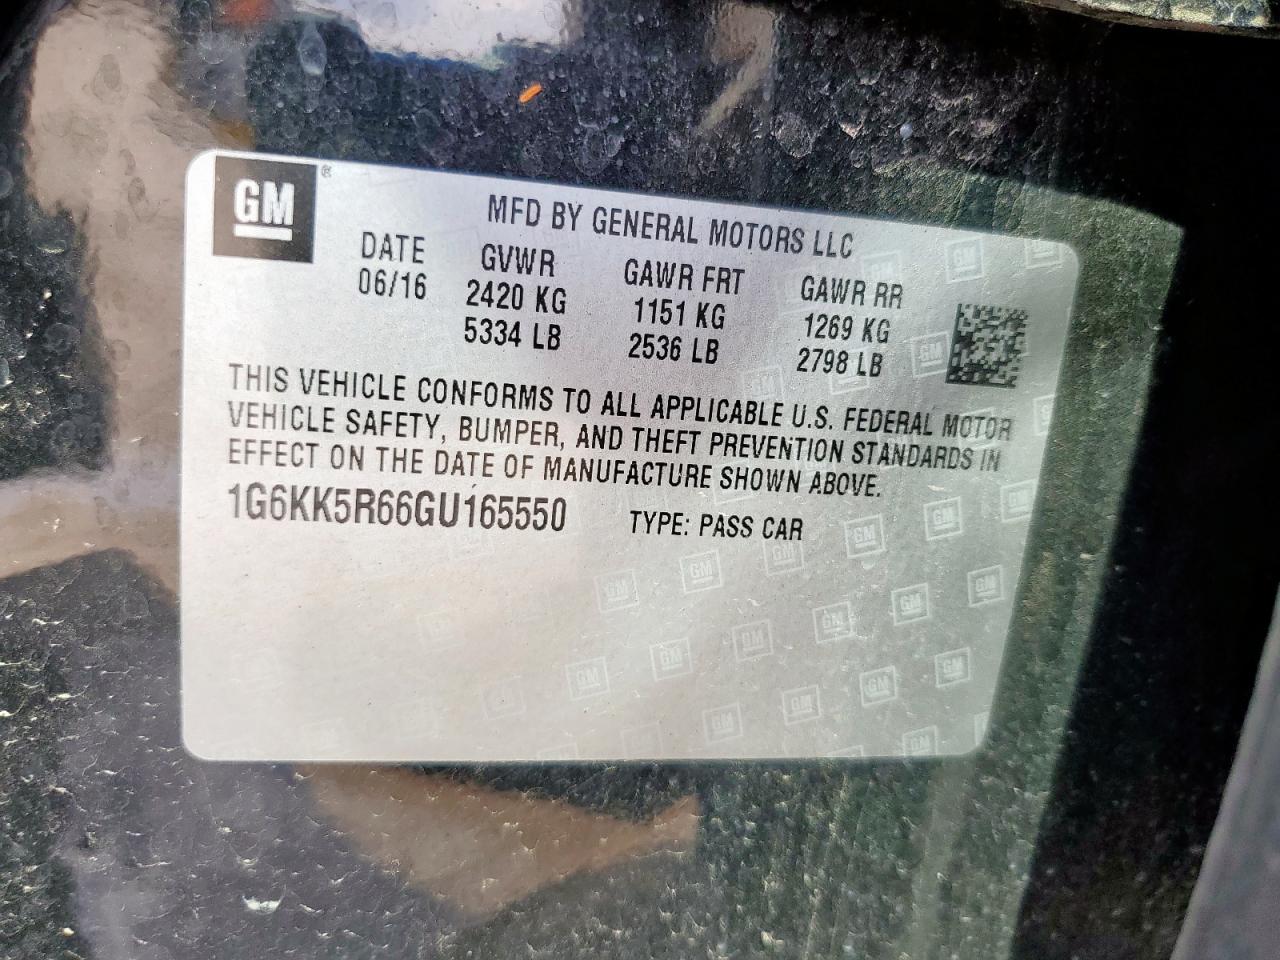 GM®
MFD BY GENERAL MOTORS LLC
DATE GVWR GAWR FRT GAWR RR
06/16 2420 KG 1151 KG 1269 KG
5334 LB 2536 LB 2798 LB
THIS VEHICLE CONFORMS TO ALL APPLICABLE U.S. FEDERAL MOTOR
VEHICLE SAFETY, BUMPER, AND THEFT PREVENTION STANDARDS IN
EFFECT ON THE DATE OF MANUFACTURE SHOWN ABOVE.
1G6KK5R66GU165550 TYPE: PASS CAR